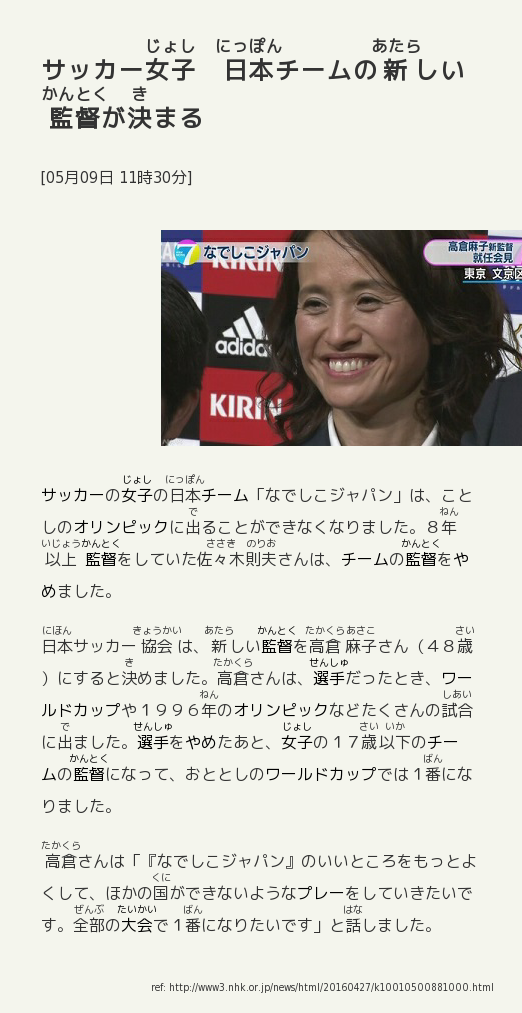 じょし にっぽん あたら
サッカー女子 日本チームの新しい
かんとく き
監督が決まる
[05月09日 11時30分]
7 なでしこジャパン
高倉麻子新監督
就任会見
東京 文京区
KIRIN
adidas
KIRIN
じょし にっぽん
サッカーの女子の日本チーム「なでしこジャパン」は、こと
で ねん
しのオリンピックに出ることができなくなりました。８年
いじょう かんとく ささき のりお かんとく
以上 監督をしていた佐々木則夫さんは、チームの監督をや
めました。
にほん きょうかい あたら かんとく たかくらあさこ さい
日本サッカー協会は、新しい監督を高倉麻子さん（４８歳
き たかくら せんしゅ
）にすると決めました。高倉さんは、選手だったとき、ワー
ねん しあい
ルドカップや１９９６年のオリンピックなどたくさんの試合
で せんしゅ じょし さい いか
に出ました。選手をやめたあと、女子の１７歳以下のチー
かんとく ばん
ムの監督になって、おととしのワールドカップでは１番にな
りました。
たかくら
高倉さんは「『なでしこジャパン』のいいところをもっとよ
くに
くして、ほかの国ができないようなプレーをしていきたいで
ぜんぶ たいかい ばん はな
す。全部の大会で１番になりたいです」と話しました。
ref: http://www3.nhk.or.jp/news/html/20160427/k10010500881000.html